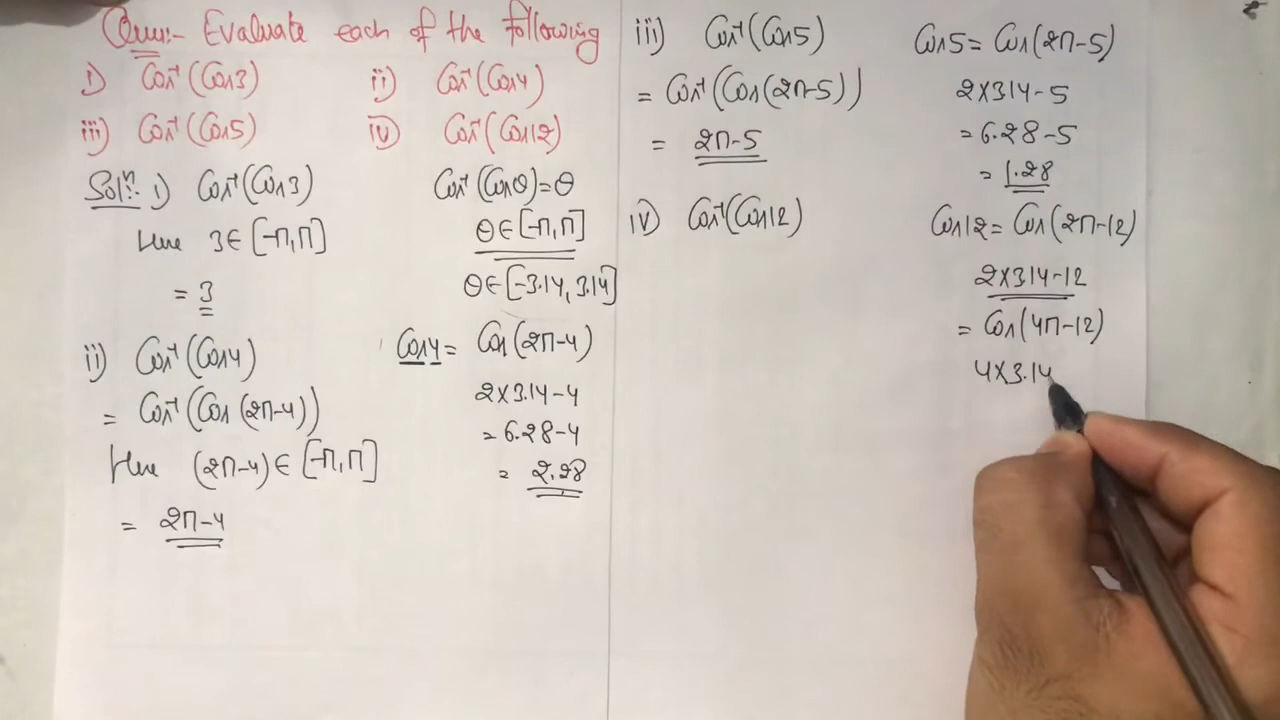 Ques:- Evaluate each of the following
i) Cos⁻¹(Cos3) ii) Cos⁻¹(Cos4)
iii) Cos⁻¹(Cos5) iv) Cos⁻¹(Cos12)
Solⁿ:- i) Cos⁻¹(Cos3)
Here 3∈[-π,π]
= 3
Cos⁻¹(Cosθ)=θ
θ∈[-π,π]
θ∈[-3.14, 3.14]
ii) Cos⁻¹(Cos4)
= Cos⁻¹(Cos(2π-4))
Here (2π-4)∈[-π,π]
= 2π-4
Cos4 = Cos(2π-4)
2×3.14-4
= 6.28-4
= 2.28
iii) Cos⁻¹(Cos5)
= Cos⁻¹(Cos(2π-5))
= 2π-5
Cos5 = Cos(2π-5)
2×3.14-5
= 6.28-5
= 1.28
iv) Cos⁻¹(Cos12)
Cos12 = Cos(2π-12)
2×3.14-12
= Cos(4π-12)
4×3.14